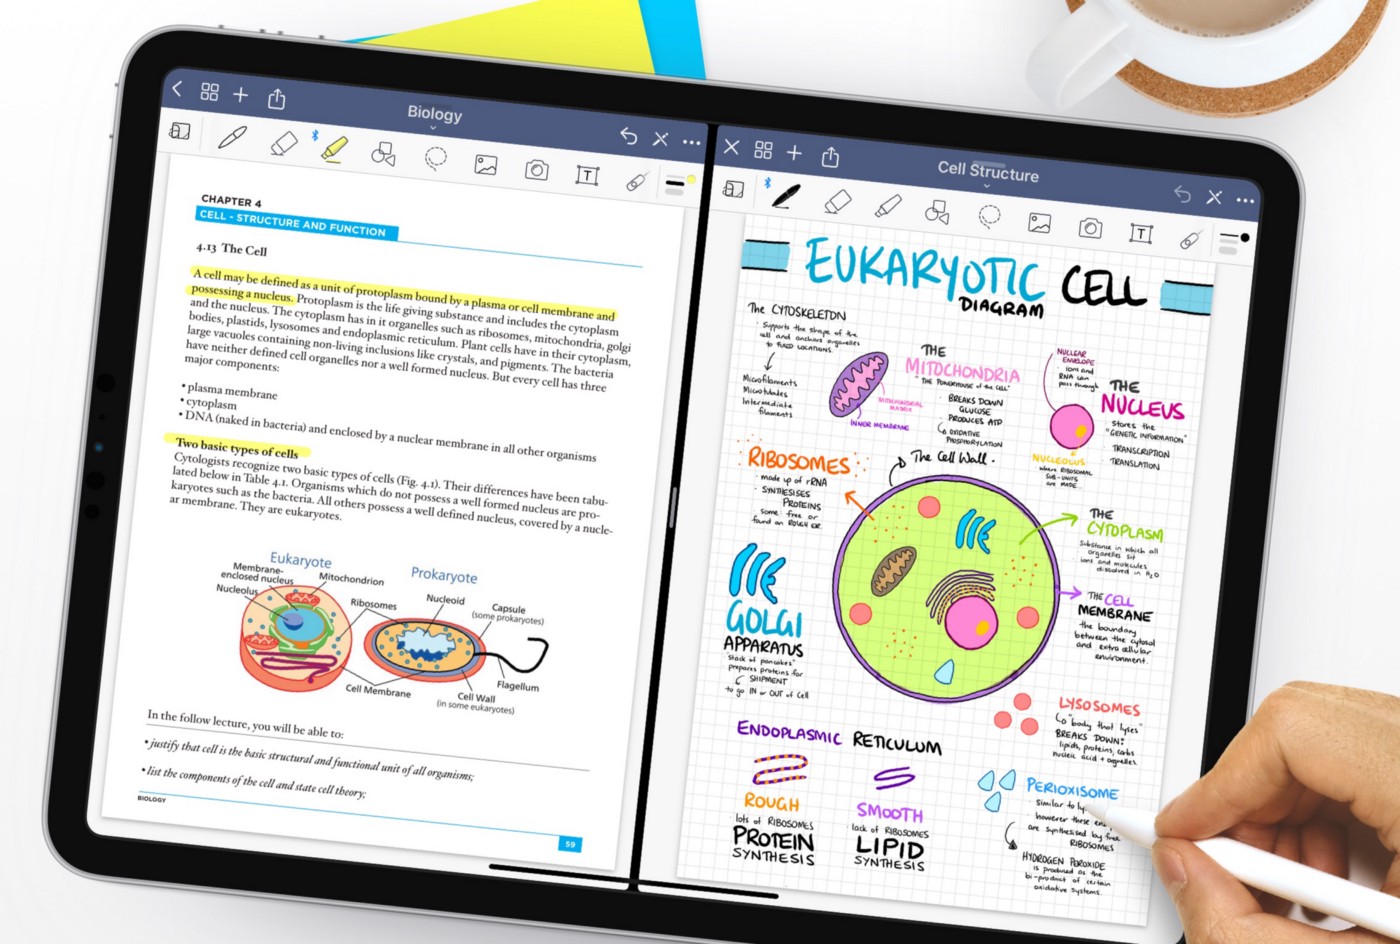 Biology
CHAPTER 4
CELL - STRUCTURE AND FUNCTION
4.13 The Cell
A cell may be defined as a unit of protoplasm bound by a plasma or cell membrane and
possessing a nucleus. Protoplasm is the life giving substance and includes the cytoplasm
and the nucleus. The cytoplasm has in it organelles such as ribosomes, mitochondria, golgi
bodies, plastids, lysosomes and endoplasmic reticulum. Plant cells have in their cytoplasm,
large vacuoles containing non-living inclusions like crystals, and pigments. The bacteria
have neither defined cell organelles nor a well formed nucleus. But every cell has three
major components:
• plasma membrane
• cytoplasm
• DNA (naked in bacteria) and enclosed by a nuclear membrane in all other organisms
Two basic types of cells
Cytologists recognize two basic types of cells (Fig. 4.1). Their differences have been tabu-
lated below in Table 4.1. Organisms which do not possess a well formed nucleus are pro-
karyotes such as the bacteria. All others possess a well defined nucleus, covered by a nucle-
ar membrane. They are eukaryotes.
Eukaryote
Membrane-
enclosed nucleus
Nucleolus
Mitochondrion
Ribosomes
Prokaryote
Nucleoid
Capsule
(some prokaryotes)
Flagellum
Cell Membrane
Cell Wall
(in some eukaryotes)
In the follow lecture, you will be able to:
• justify that cell is the basic structural and functional unit of all organisms;
• list the components of the cell and state cell theory;
BIOLOGY
59
Cell Structure
EUKARYOTIC CELL
DIAGRAM
The CYTOSKELETON
· Supports the shape of the
cell and anchors organelles
to FIXED LOCATIONS.
Microfilaments
Microtubules
Intermediate
filaments
THE
MITOCHONDRIA
"THE POWERHOUSE of the CELL"
· BREAKS DOWN
GLUCOSE
· PRODUCES ATP
OXIDATIVE
PHOSPHORYLATION
MITOCHONDRIAL
MATRIX
INNER MEMBRANE
NUCLEAR
ENVELOPE
· ions and
RNA can
pass through
THE
NUCLEUS
Stores the
"GENETIC INFORMATION"
TRANSCRIPTION
TRANSLATION
NUCLEOLUS
where RIBOSOMAL
SUB-UNITS
are MADE
RIBOSOMES
· made up of rRNA
· SYNTHESISES
PROTEINS
· some free or
found on ROUGH ER
The Cell Wall.
THE
CYTOPLASM
Substance in which all
organelles sit
ions and molecules
dissolved in H₂O
THE CELL
MEMBRANE
the boundary
between the cytosol
and extra cellular
environment.
GOLGI
APPARATUS
"Stack of pancakes"
prepares proteins for
SHIPMENT
to go IN or OUT of Cell
LYSOSOMES
"body that lyses"
BREAKS DOWN:
lipids, proteins, carbs
nucleic acid + organelles.
ENDOPLASMIC RETICULUM
ROUGH
· lots of RIBOSOMES
PROTEIN
SYNTHESIS
SMOOTH
lack of RIBOSOMES
LIPID
SYNTHESIS
PERIOXISOME
similar to
however these
are synthesised by free
RIBOSOMES
HYDROGEN PEROXIDE
is produced as the
bi-product of certain
oxidative systems.